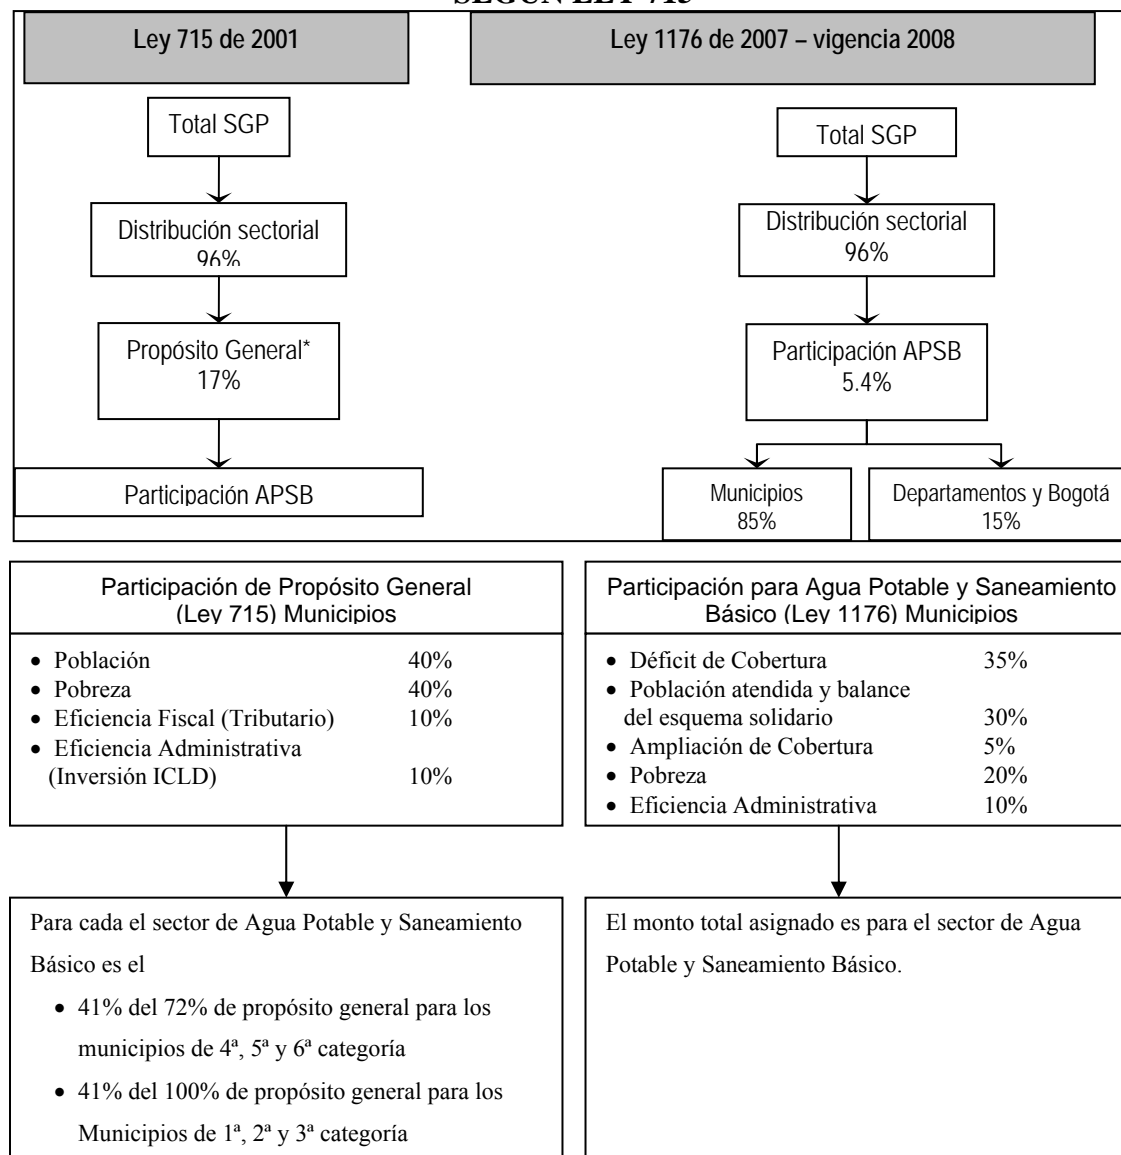 SEGÚN LEY 715
Ley 715 de 2001
Ley 1176 de 2007 – vigencia 2008
Total SGP
Distribución sectorial
96%
Propósito General*
17%
Participación APSB
Total SGP
Distribución sectorial
96%
Participación APSB
5.4%
Municipios
85%
Departamentos y Bogotá
15%
Participación de Propósito General
(Ley 715) Municipios
• Población 40%
• Pobreza 40%
• Eficiencia Fiscal (Tributario) 10%
• Eficiencia Administrativa
(Inversión ICLD) 10%
Para cada el sector de Agua Potable y Saneamiento
Básico es el
• 41% del 72% de propósito general para los
municipios de 4ª, 5ª y 6ª categoría
• 41% del 100% de propósito general para los
Municipios de 1ª, 2ª y 3ª categoría
Participación para Agua Potable y Saneamiento
Básico (Ley 1176) Municipios
• Déficit de Cobertura 35%
• Población atendida y balance
del esquema solidario 30%
• Ampliación de Cobertura 5%
• Pobreza 20%
• Eficiencia Administrativa 10%
El monto total asignado es para el sector de Agua
Potable y Saneamiento Básico.